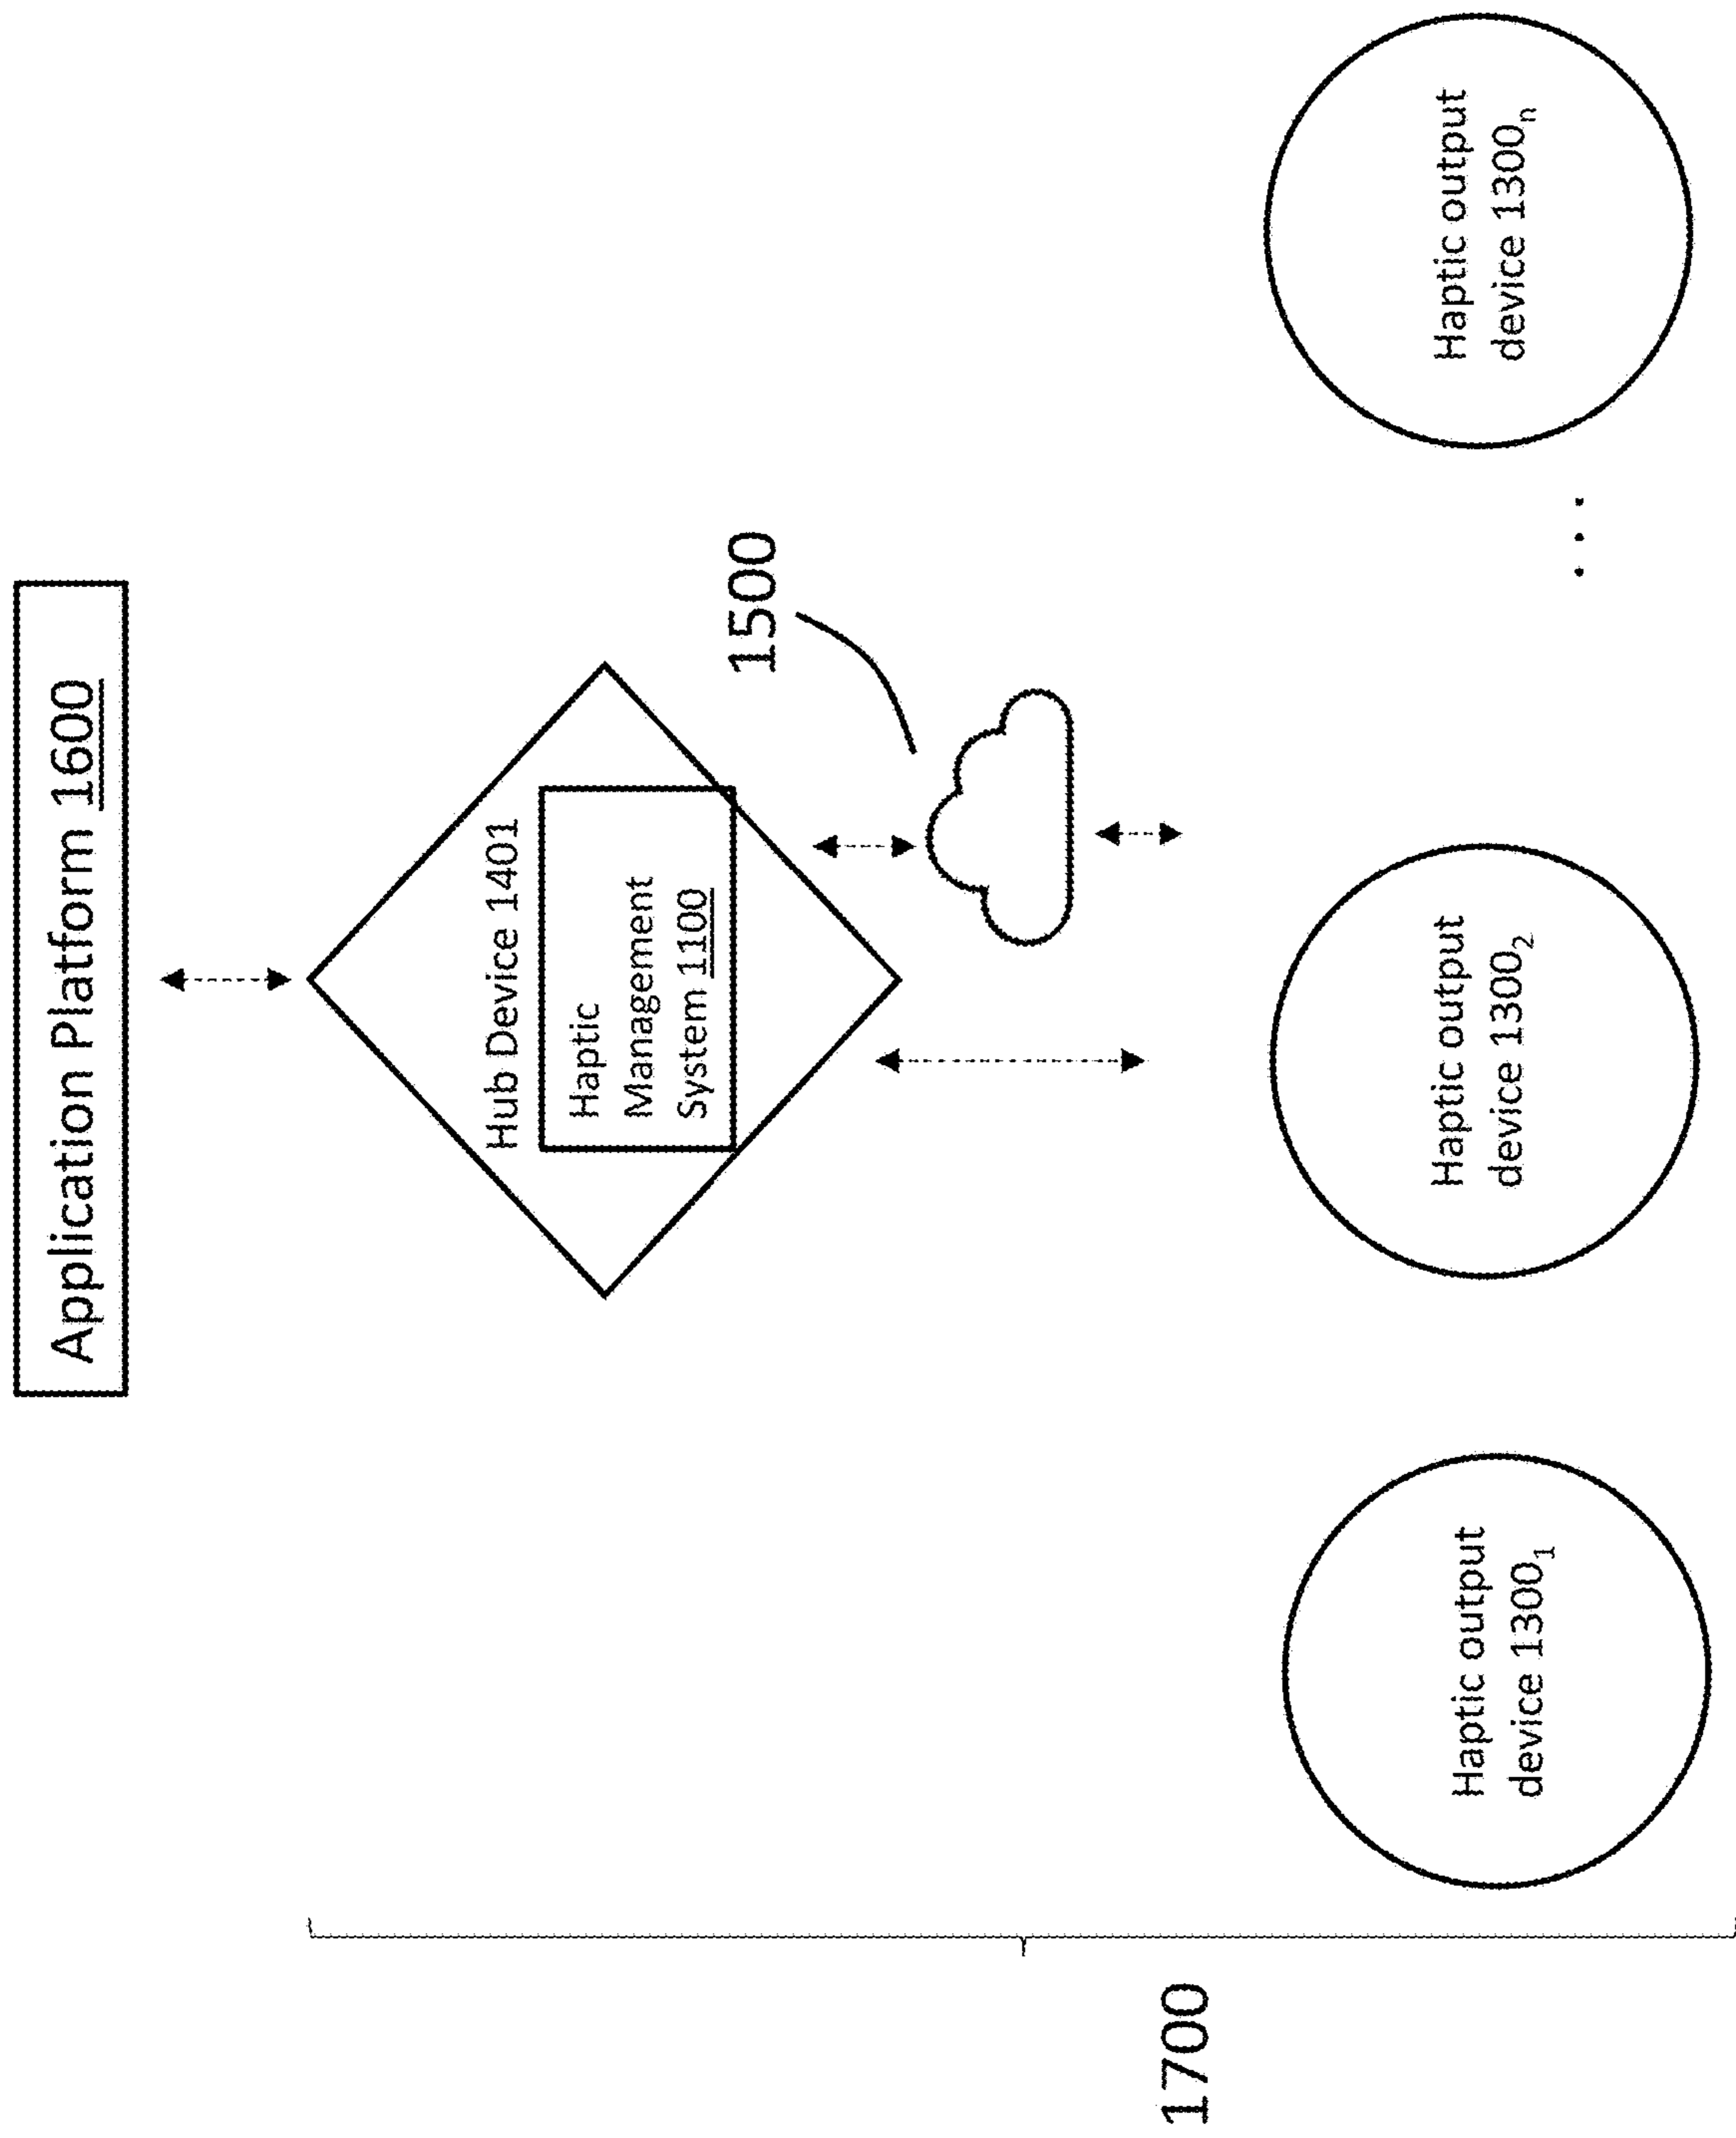 Application Platform 1600
Hub Device 1401
Haptic
Management
System 1100
1500
1700
Haptic output
device 1300₁
Haptic output
device 1300₂
. . .
Haptic output
device 1300ₙ